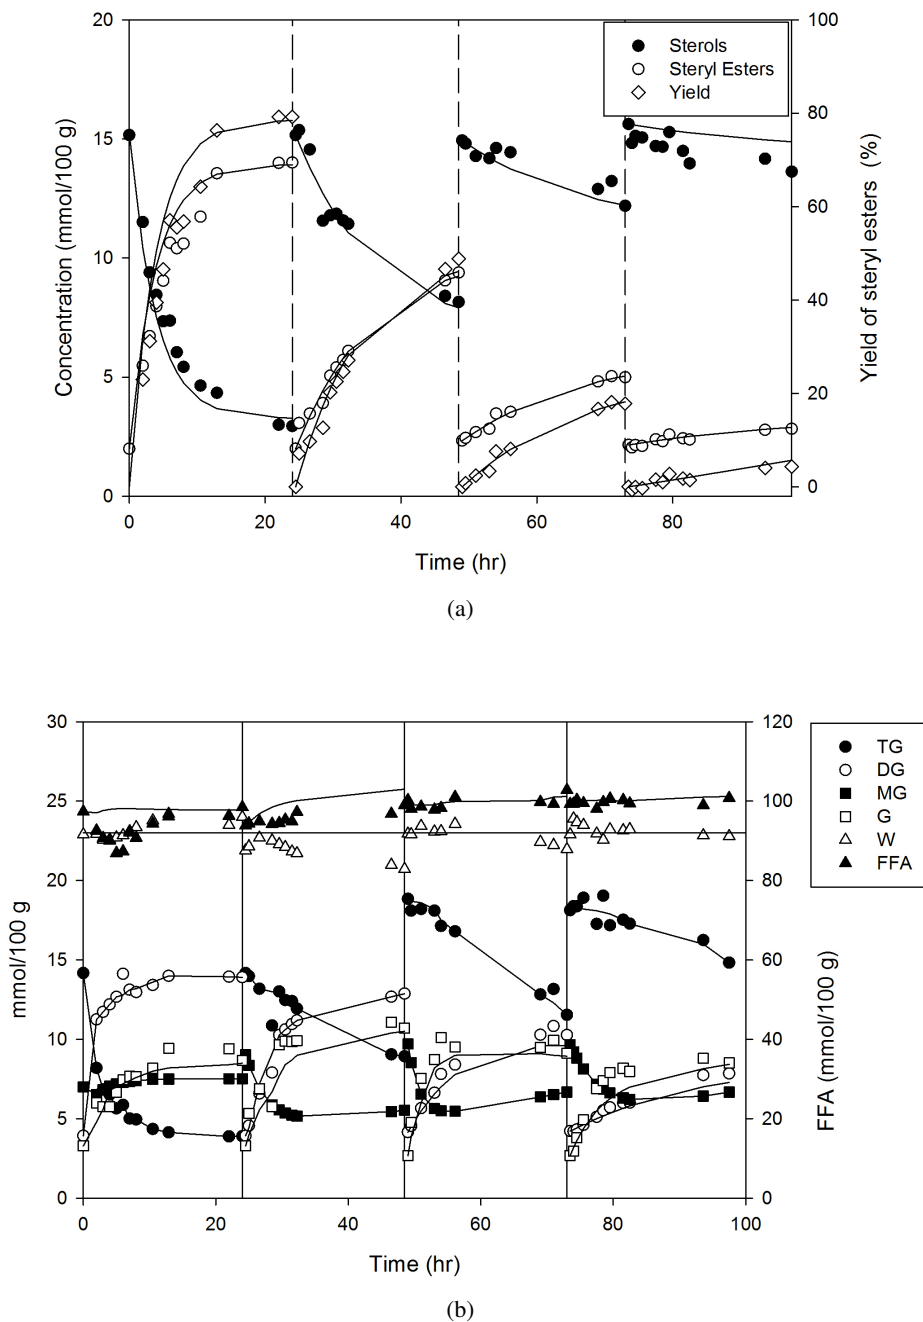 20
15
10
5
0
Concentration (mmol/100 g)
Sterols
Steryl Esters
Yield
100
80
60
40
20
0
Yield of steryl esters (%)
0 20 40 60 80
Time (hr)
(a)
30
25
20
15
10
5
0
mmol/100 g
120
100
80
60
40
20
0
FFA (mmol/100 g)
TG
DG
MG
G
W
FFA
0 20 40 60 80 100
Time (hr)
(b)